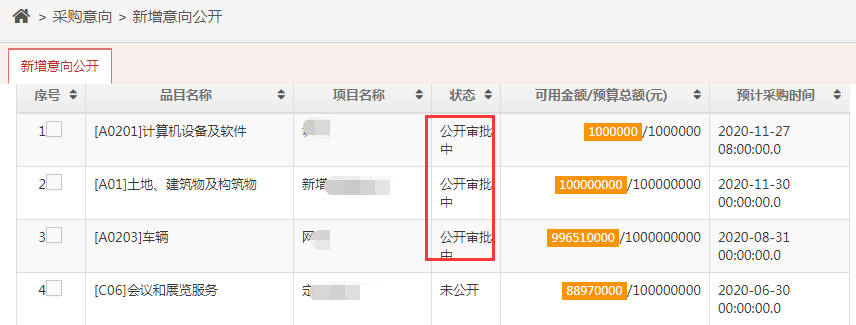 > 采购意向 > 新增意向公开
新增意向公开
序号 品目名称 项目名称 状态 可用金额/预算总额(元) 预计采购时间
1 [A0201]计算机设备及软件 公开审批 1000000/1000000 2020-11-27
中 08:00:00.0
2 [A01]土地、建筑物及构筑物 新增 公开审批 100000000/100000000 2020-11-30
中 00:00:00.0
3 [A0203]车辆 网 公开审批 996510000/1000000000 2020-08-31
中 00:00:00.0
4 [C06]会议和展览服务 定 未公开 88970000/100000000 2020-06-30
00:00:00.0